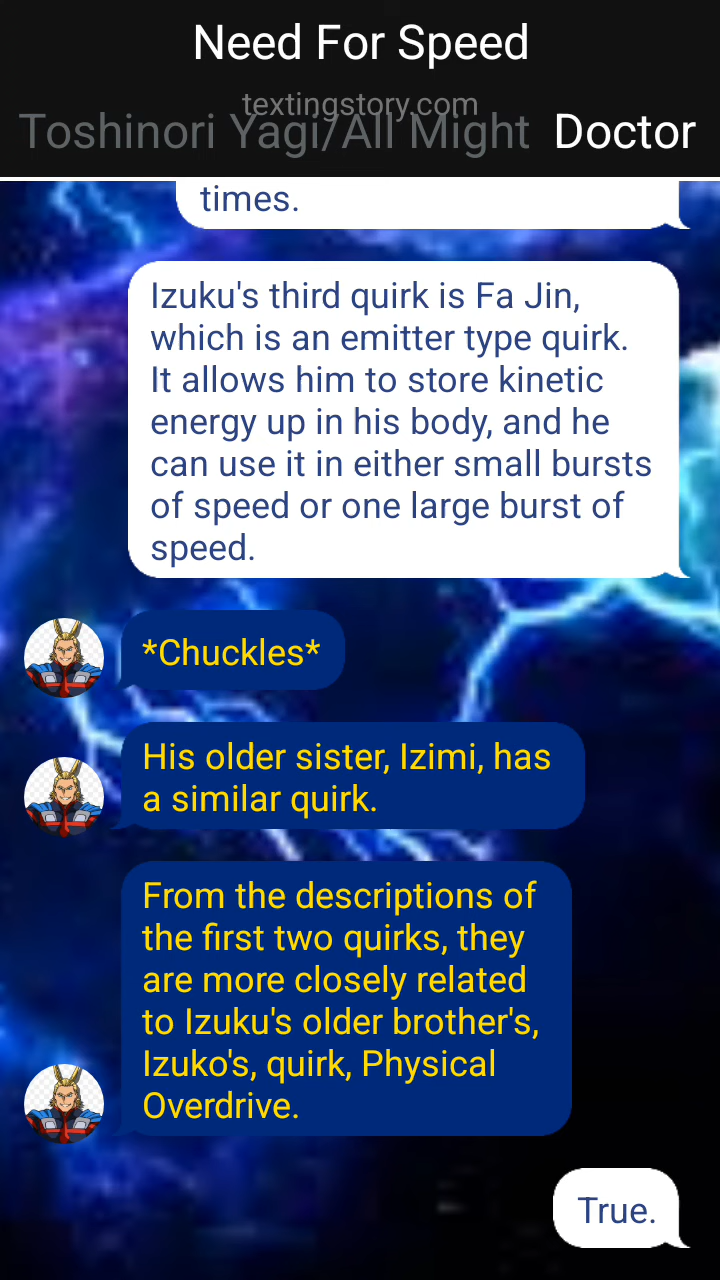 Need For Speed
textingstory.com
Toshinori Yagi/All Might Doctor
times.
Izuku's third quirk is Fa Jin,
which is an emitter type quirk.
It allows him to store kinetic
energy up in his body, and he
can use it in either small bursts
of speed or one large burst of
speed.
*Chuckles*
His older sister, Izimi, has
a similar quirk.
From the descriptions of
the first two quirks, they
are more closely related
to Izuku's older brother's,
Izuko's, quirk, Physical
Overdrive.
True.